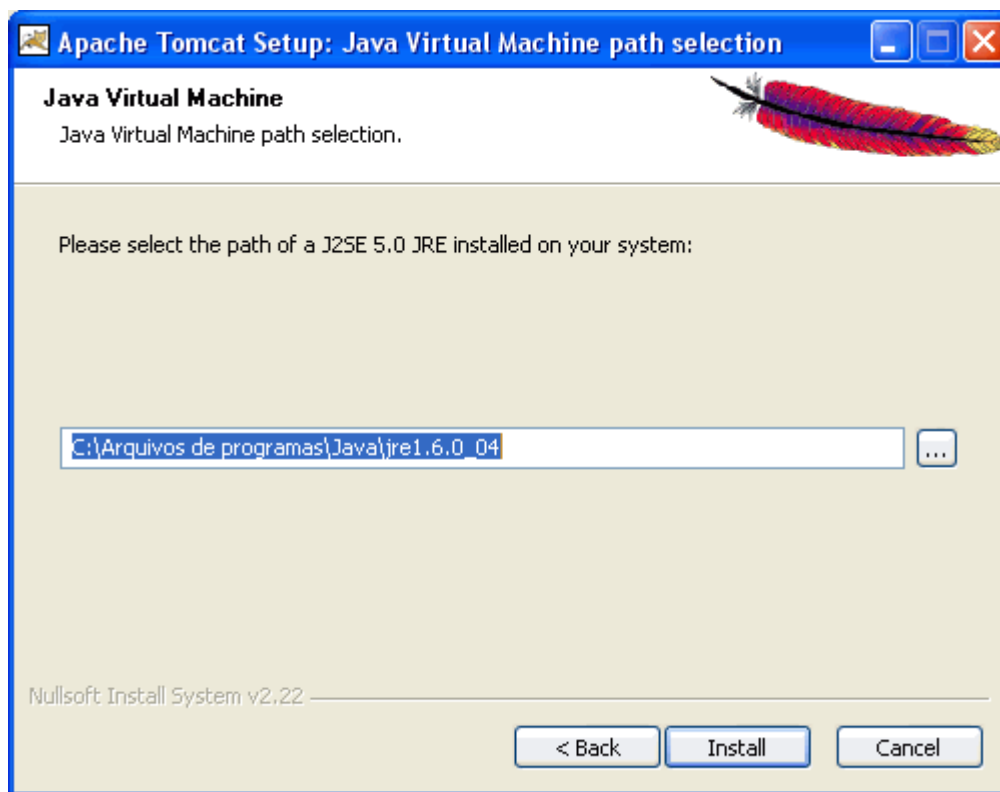 Apache Tomcat Setup: Java Virtual Machine path selection
Java Virtual Machine
Java Virtual Machine path selection.
Please select the path of a J2SE 5.0 JRE installed on your system:
C:\Arquivos de programas\Java\jre1.6.0_04
...
Nullsoft Install System v2.22
< Back
Install
Cancel